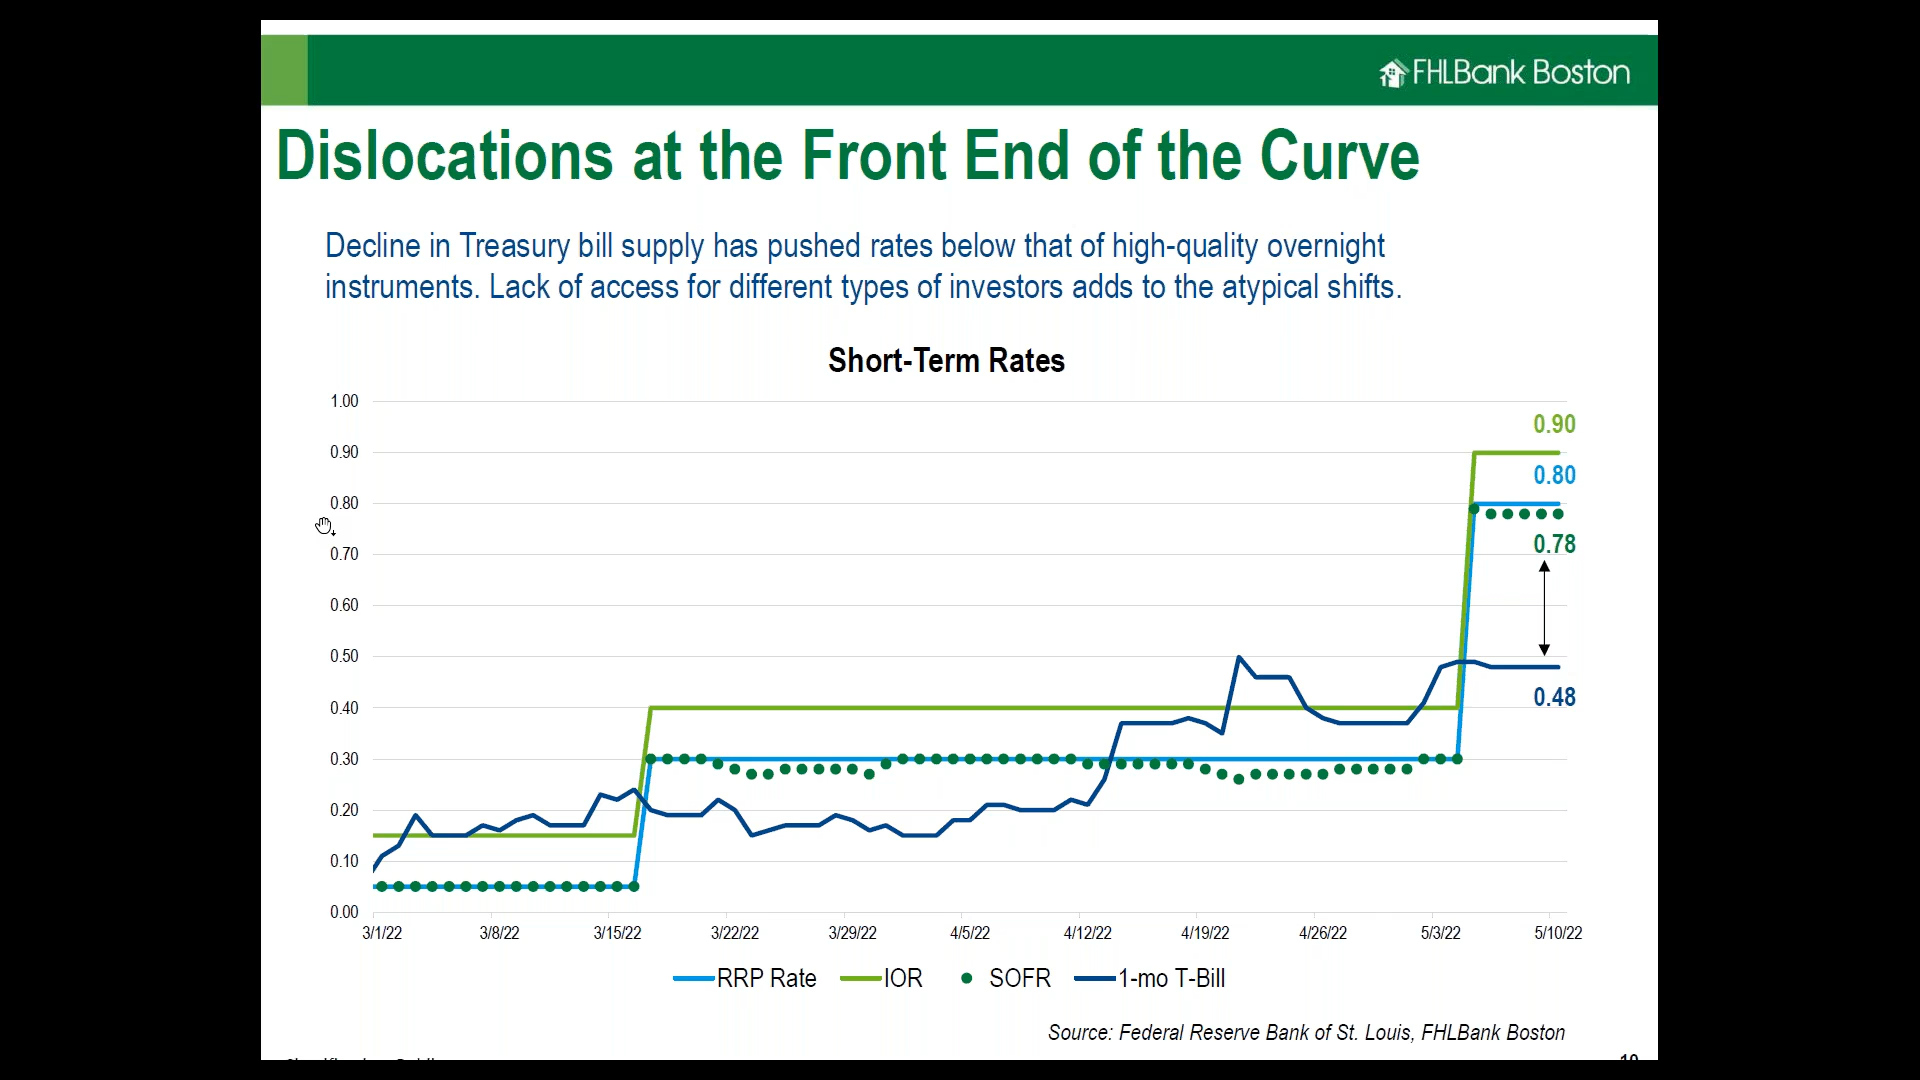 FHLBank Boston
Dislocations at the Front End of the Curve
Decline in Treasury bill supply has pushed rates below that of high-quality overnight
instruments. Lack of access for different types of investors adds to the atypical shifts.
Short-Term Rates
1.00
0.90
0.80
0.70
0.60
0.50
0.40
0.30
0.20
0.10
0.00
0.90
0.80
0.78
0.48
3/1/22 3/8/22 3/15/22 3/22/22 3/29/22 4/5/22 4/12/22 4/19/22 4/26/22 5/3/22 5/10/22
RRP Rate IOR SOFR 1-mo T-Bill
Source: Federal Reserve Bank of St. Louis, FHLBank Boston